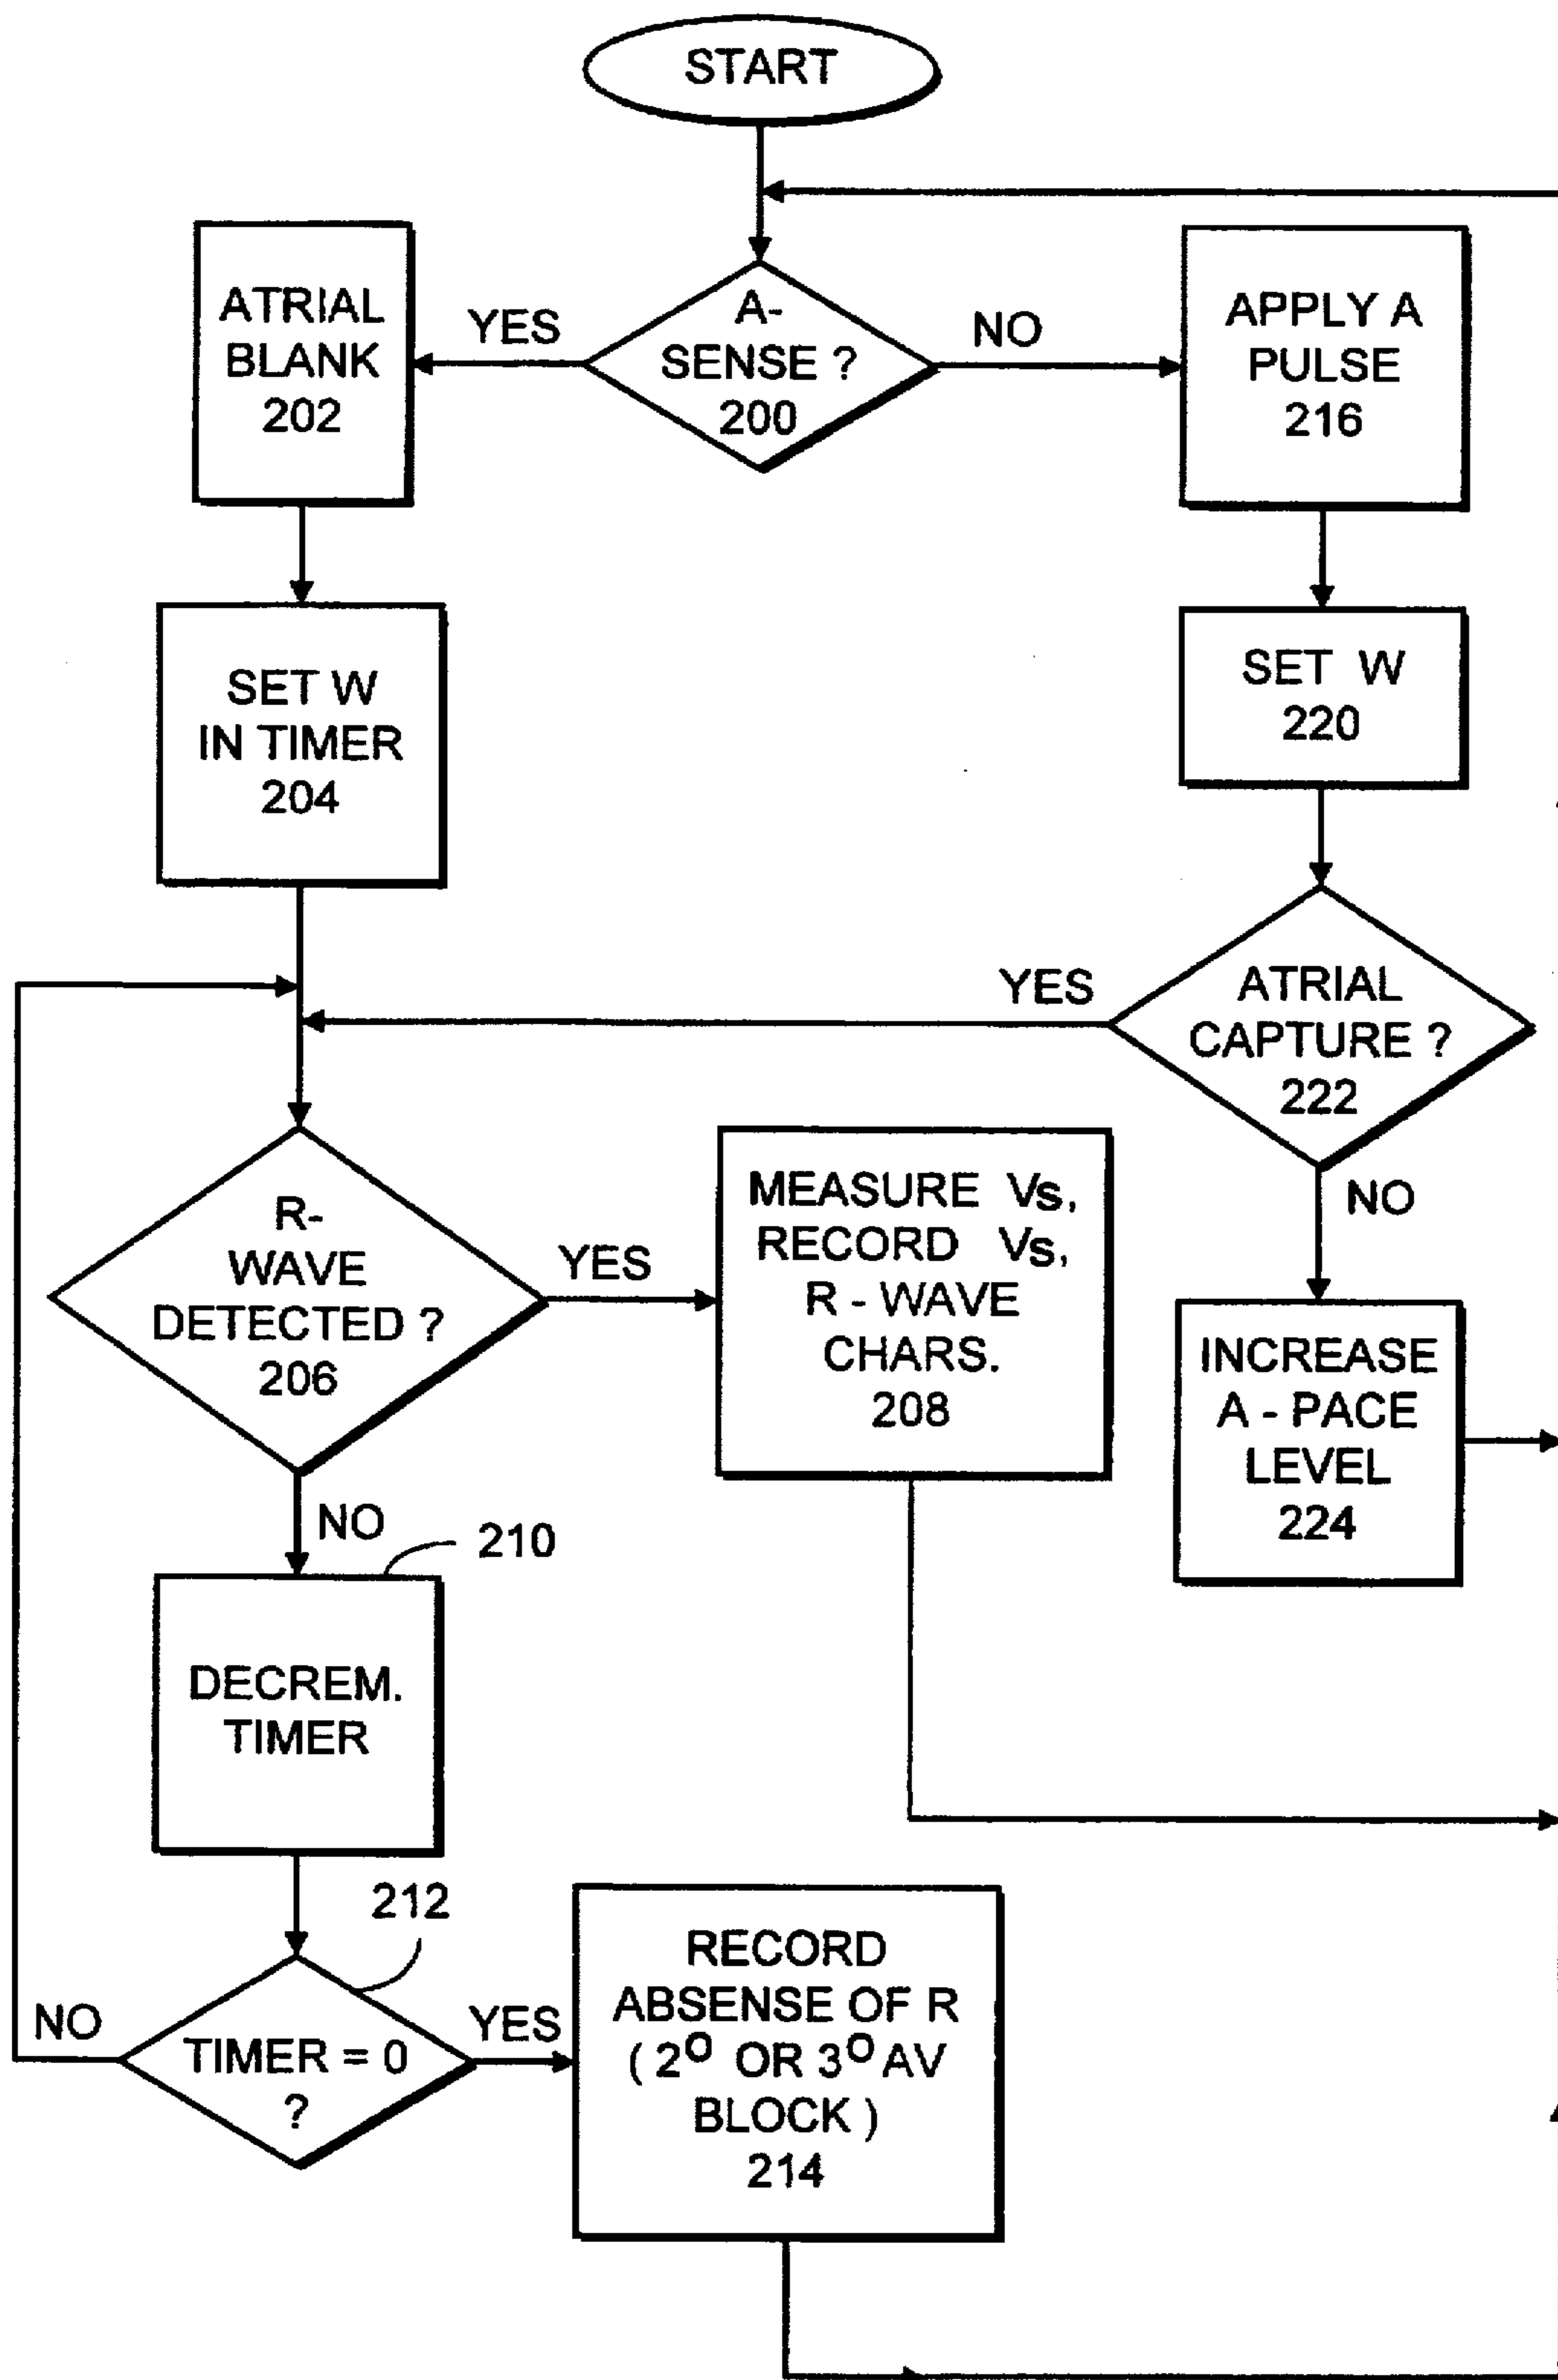 START
ATRIAL
BLANK
202
YES
A-
SENSE ?
200
NO
APPLY A
PULSE
216
SET W
IN TIMER
204
SET W
220
YES
ATRIAL
CAPTURE ?
222
NO
R-
WAVE
DETECTED ?
206
YES
MEASURE Vs,
RECORD Vs,
R - WAVE
CHARS.
208
INCREASE
A - PACE
LEVEL
224
NO
210
DECREM.
TIMER
212
NO
TIMER = 0
?
YES
RECORD
ABSENSE OF R
( 2O OR 3O AV
BLOCK )
214